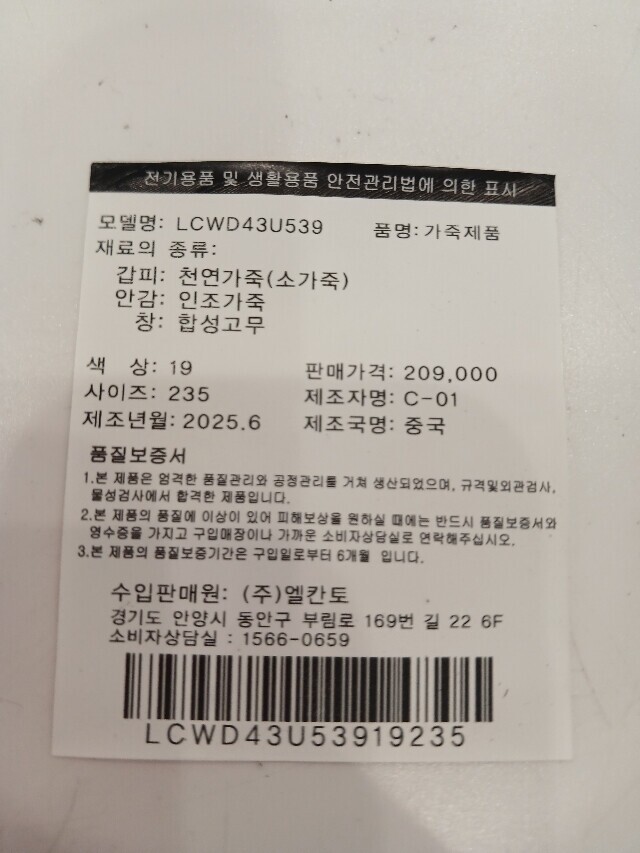 전기용품 및 생활용품 안전관리법에 의한 표시
모델명: LCWD43U539 품명: 가죽제품
재료의 종류:
갑피: 천연가죽(소가죽)
안감: 인조가죽
창: 합성고무
색 상: 19 판매가격: 209,000
사이즈: 235 제조자명: C-01
제조년월: 2025.6 제조국명: 중국
품질보증서
1.본 제품은 엄격한 품질관리와 공정관리를 거쳐 생산되었으며, 규격및외관검사,
물성검사에서 합격한 제품입니다.
2.본 제품의 품질에 이상이 있어 피해보상을 원하실 때에는 반드시 품질보증서와
영수증을 가지고 구입매장이나 가까운 소비자상담실로 연락해주십시오.
3.본 제품의 품질보증기간은 구입일로부터 6개월 입니다.
수입판매원: (주)엘칸토
경기도 안양시 동안구 부림로 169번 길 22 6F
소비자상담실 : 1566-0659
LCWD43U53919235